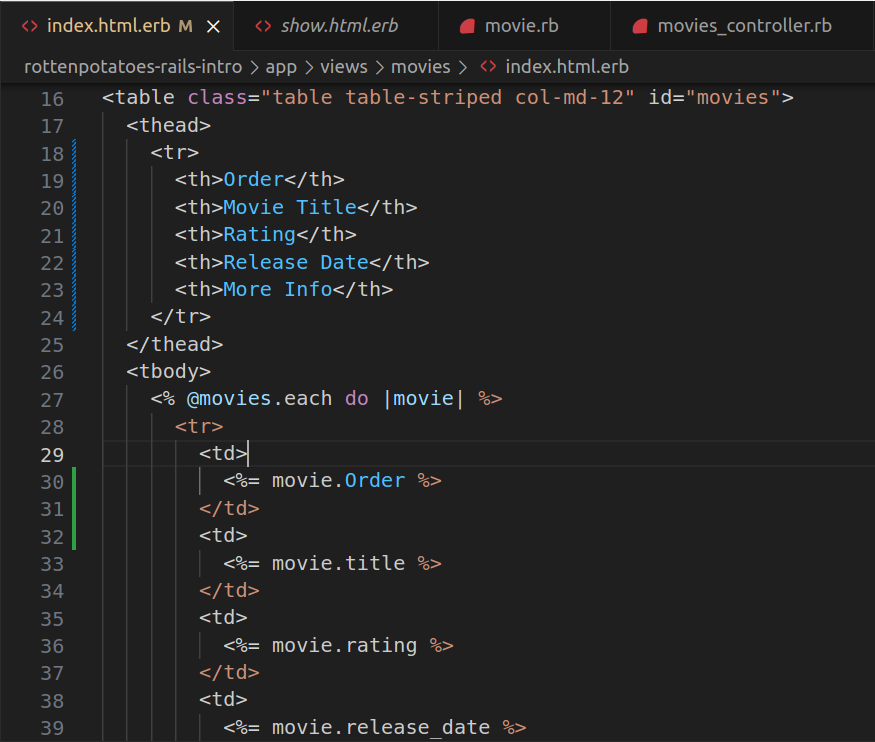 index.html.erb M
show.html.erb
movie.rb
movies_controller.rb
rottenpotatoes-rails-intro > app > views > movies > <> index.html.erb
16 <table class="table table-striped col-md-12" id="movies">
17 <thead>
18 <tr>
19 <th>Order</th>
20 <th>Movie Title</th>
21 <th>Rating</th>
22 <th>Release Date</th>
23 <th>More Info</th>
24 </tr>
25 </thead>
26 <tbody>
27 <% @movies.each do |movie| %>
28 <tr>
29 <td>
30 <%= movie.Order %>
31 </td>
32 <td>
33 <%= movie.title %>
34 </td>
35 <td>
36 <%= movie.rating %>
37 </td>
38 <td>
39 <%= movie.release_date %>